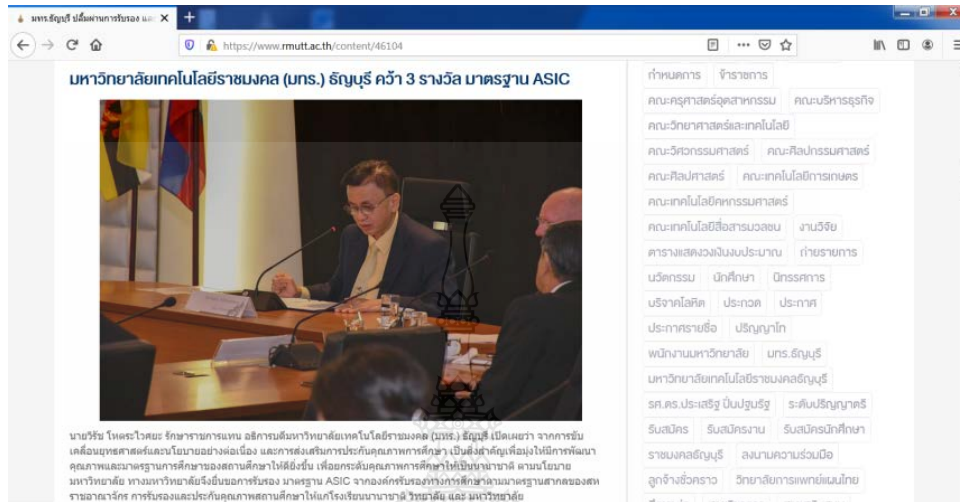 มทร.ธัญบุรี ปลื้มผ่านการรับรอง และ
https://www.rmutt.ac.th/content/46104
มหาวิทยาลัยเทคโนโลยีราชมงคล (มทร.) ธัญบุรี คว้า 3 รางวัล มาตรฐาน ASIC
นายวิรัช โหตระไวศยะ รักษาราชการแทน อธิการบดีมหาวิทยาลัยเทคโนโลยีราชมงคล (มทร.) ธัญบุรี เปิดเผยว่า จากการขับ
เคลื่อนยุทธศาสตร์และนโยบายอย่างต่อเนื่อง และการส่งเสริมการประกันคุณภาพการศึกษา เป็นสิ่งสำคัญเพื่อมุ่งให้มีการพัฒนา
คุณภาพและมาตรฐานการศึกษาของสถานศึกษาให้ดียิ่งขึ้น เพื่อยกระดับคุณภาพการศึกษาให้เป็นนานาชาติ ตามนโยบาย
มหาวิทยาลัย ทางมหาวิทยาลัยจึงยื่นขอการรับรอง มาตรฐาน ASIC จากองค์กรรับรองทางการศึกษาตามมาตรฐานสากลของสห
ราชอาณาจักร การรับรองและประกันคุณภาพสถานศึกษาให้แก่โรงเรียนนานาชาติ วิทยาลัย และ มหาวิทยาลัย
กำหนดการ ข้าราชการ
คณะครุศาสตร์อุตสาหกรรม คณะบริหารธุรกิจ
คณะวิทยาศาสตร์และเทคโนโลยี
คณะวิศวกรรมศาสตร์ คณะศิลปกรรมศาสตร์
คณะศิลปศาสตร์ คณะเทคโนโลยีการเกษตร
คณะเทคโนโลยีคหกรรมศาสตร์
คณะเทคโนโลยีสื่อสารมวลชน งานวิจัย
ตารางแสดงวงเงินงบประมาณ ถ่ายรายการ
นวัตกรรม นักศึกษา นิทรรศการ
บริจาคโลหิต ประกวด ประกาศ
ประกาศรายชื่อ ปริญญาโท
พนักงานมหาวิทยาลัย มทร.ธัญบุรี
มหาวิทยาลัยเทคโนโลยีราชมงคลธัญบุรี
รศ.ดร.ประเสริฐ ปิ่นปฐมรัฐ ระดับปริญญาตรี
รับสมัคร รับสมัครงาน รับสมัครนักศึกษา
ราชมงคลธัญบุรี ลงนามความร่วมมือ
ลูกจ้างชั่วคราว วิทยาลัยการแพทย์แผนไทย